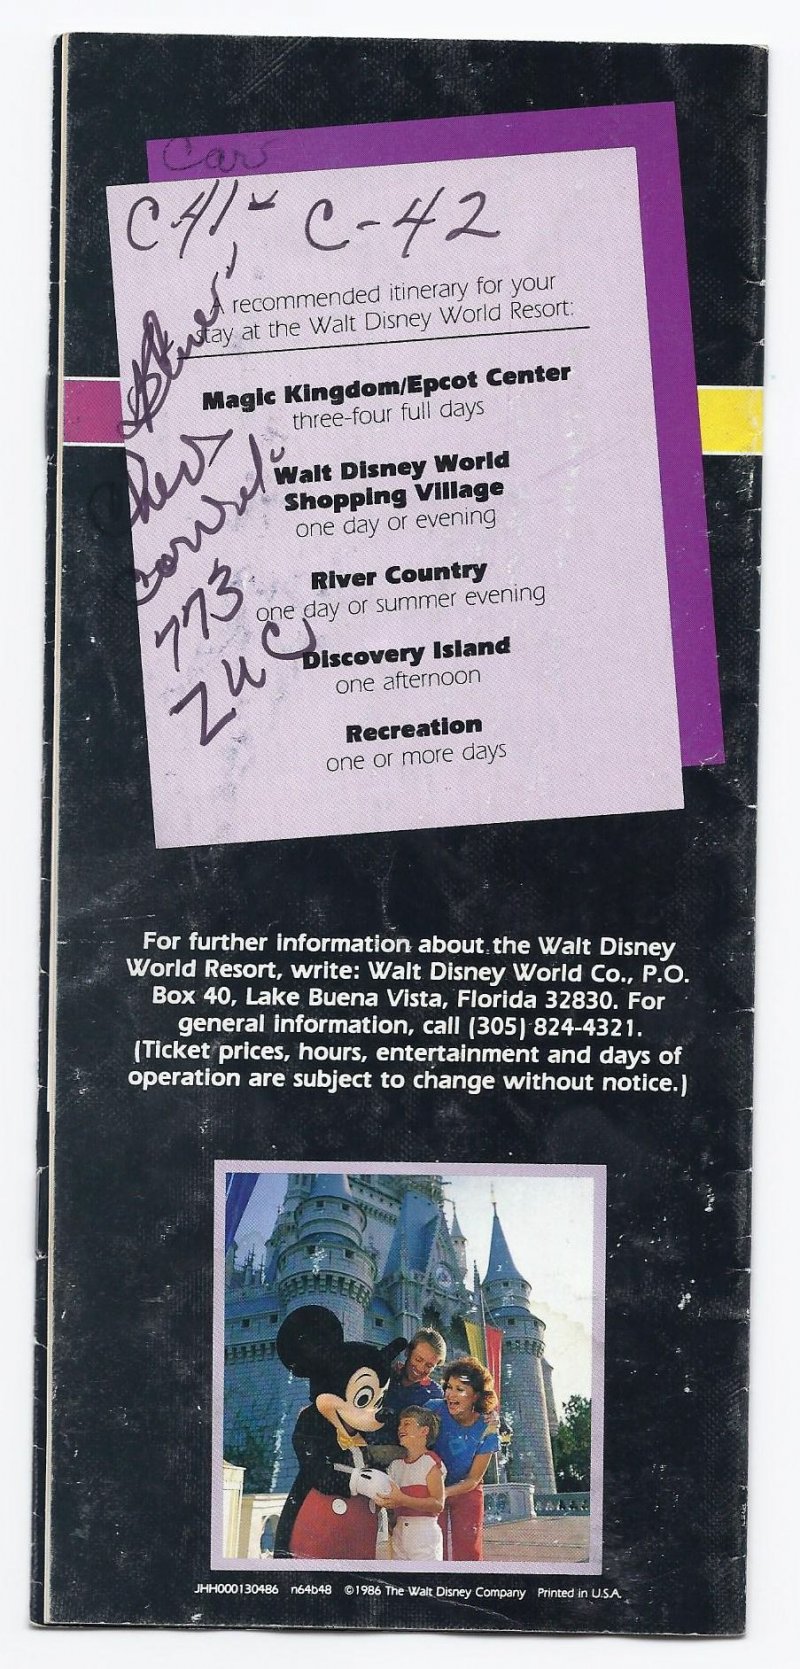 Car
C 41 C-42
A recommended itinerary for your
stay at the Walt Disney World Resort:
Silver
Chev
Magic Kingdom/Epcot Center
three-four full days
Walt Disney World
Shopping Village
one day or evening
773
River Country
one day or summer evening
ZUC
Discovery Island
one afternoon
Recreation
one or more days
For further information about the Walt Disney
World Resort, write: Walt Disney World Co., P.O.
Box 40, Lake Buena Vista, Florida 32830. For
general information, call (305) 824-4321.
(Ticket prices, hours, entertainment and days of
operation are subject to change without notice.)
JHH000130486 n64b48 ©1986 The Walt Disney Company Printed in U.S.A.